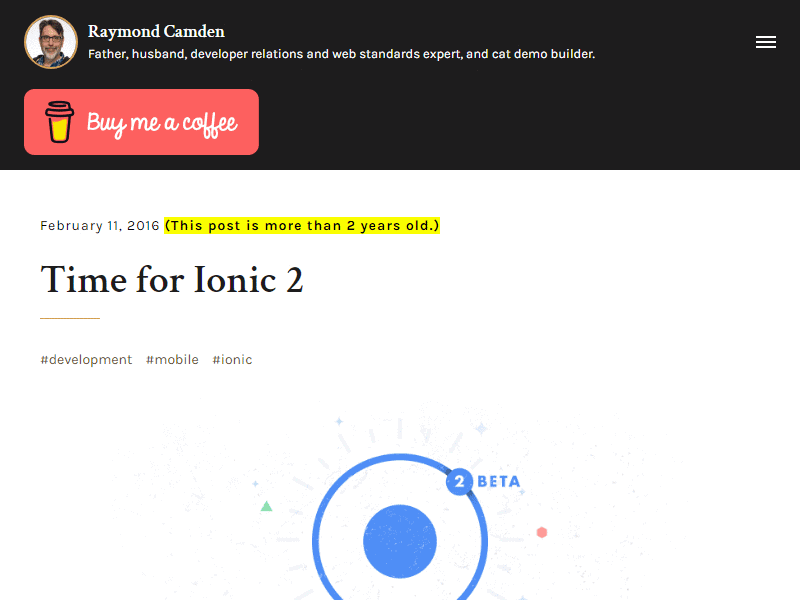 Raymond Camden
Father, husband, developer relations and web standards expert, and cat demo builder.
Buy me a coffee
February 11, 2016 (This post is more than 2 years old.)
Time for Ionic 2
#development #mobile #ionic
2 BETA